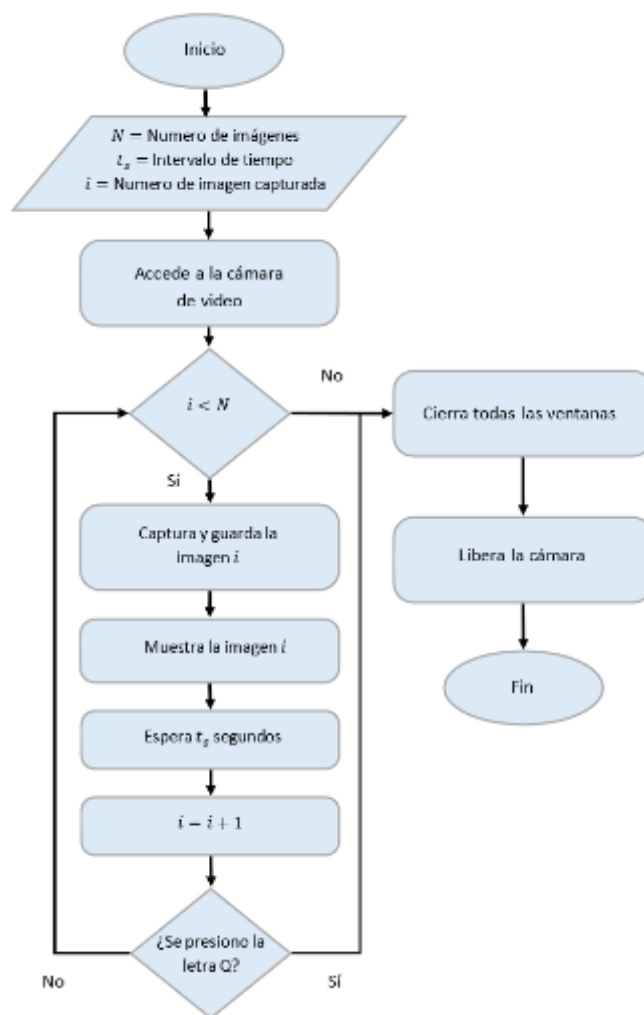 Inicio
N = Numero de imágenes
t_s = Intervalo de tiempo
i = Numero de imagen capturada
Accede a la cámara
de video
i < N
No
Si
Cierra todas las ventanas
Captura y guarda la
imagen i
Libera la cámara
Muestra la imagen i
Fin
Espera t_s segundos
i − i + 1
¿Se presiono la
letra Q?
No
Sí